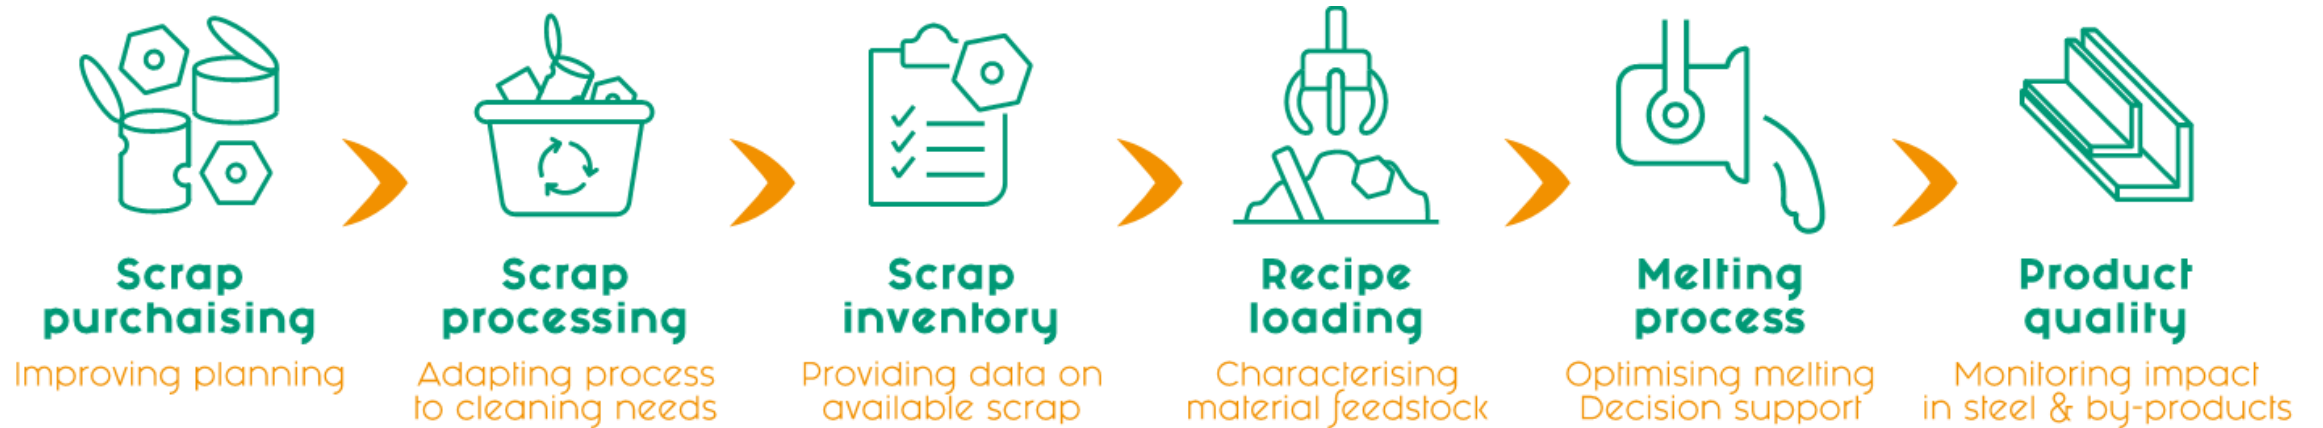 Scrap
purchaising
Improving planning
Scrap
processing
Adapting process
to cleaning needs
Scrap
inventory
Providing data on
available scrap
Recipe
loading
Characterising
material feedstock
Melting
process
Optimising melting
Decision support
Product
quality
Monitoring impact
in steel & by-products